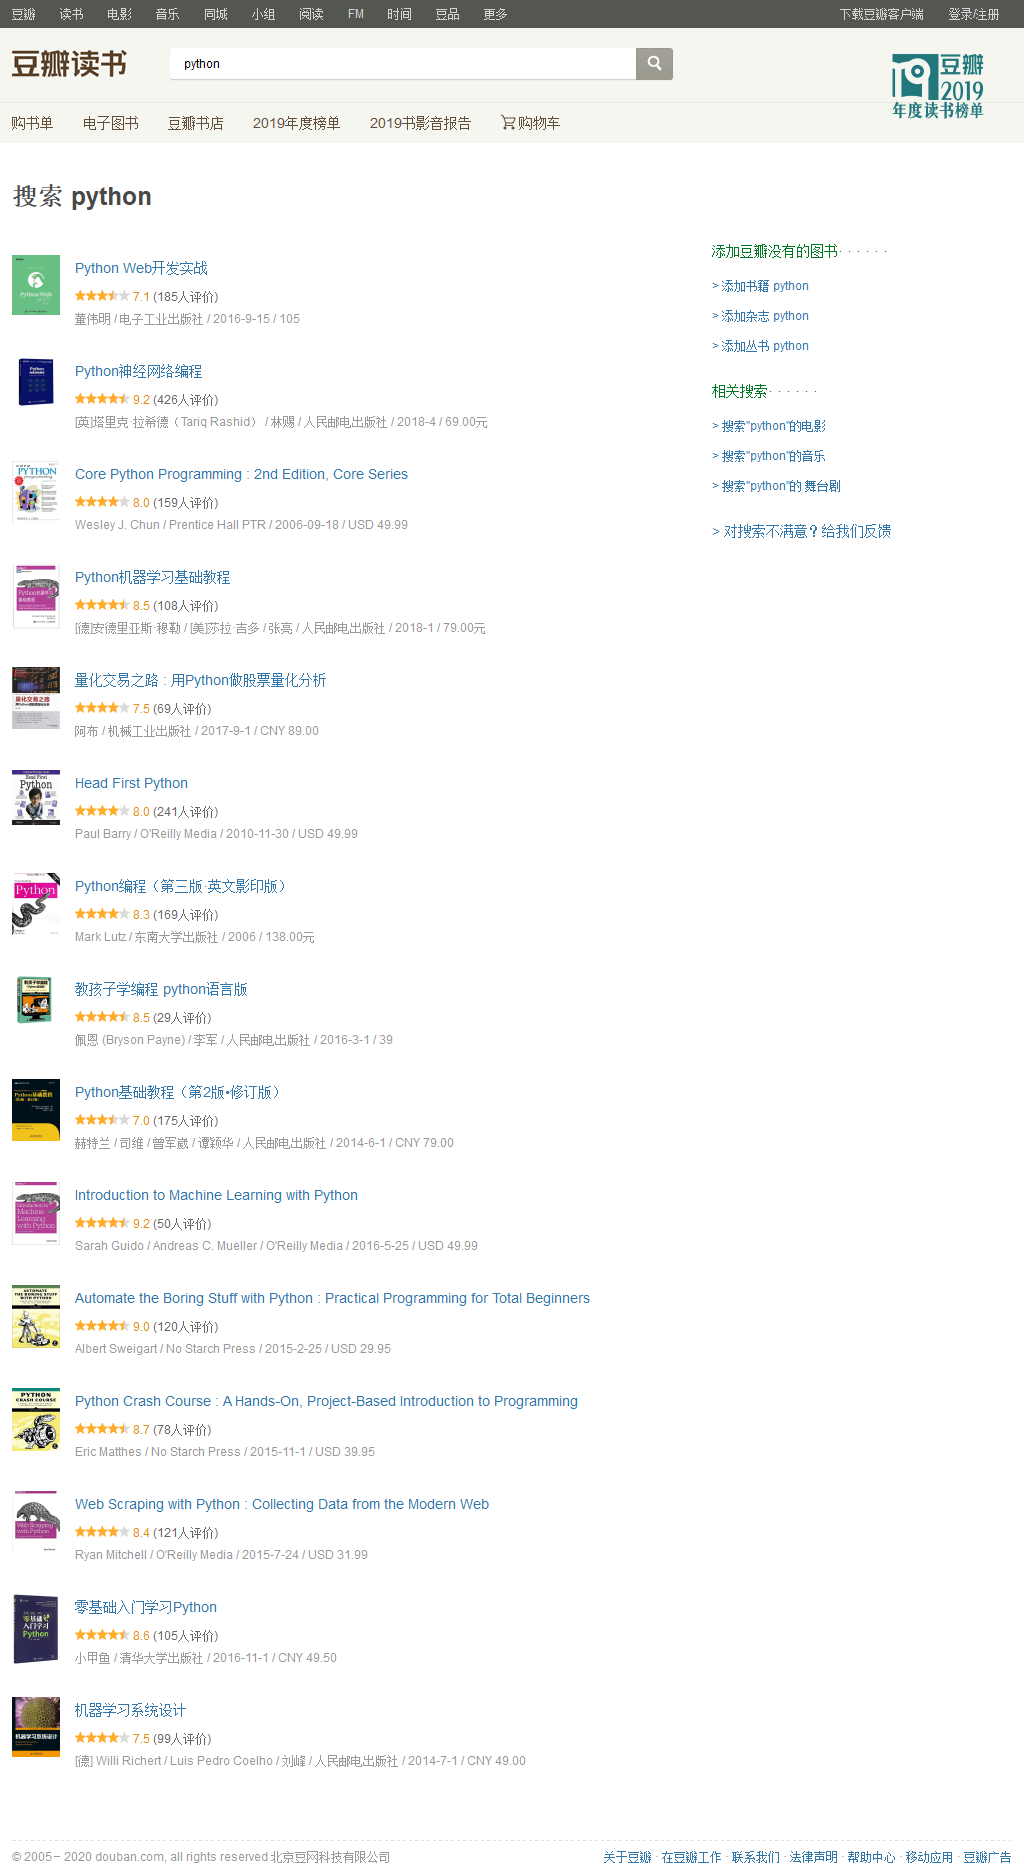 豆瓣 读书 电影 音乐 同城 小组 阅读 FM 时间 豆品 更多 下载豆瓣客户端 登录/注册
豆瓣读书
python
豆瓣
2019
年度读书榜单
购书单 电子图书 豆瓣书店 2019年度榜单 2019书影音报告 购物车
搜索 python
Python Web开发实战
7.1 (185人评价)
董伟明 / 电子工业出版社 / 2016-9-15 / 105
Python神经网络编程
9.2 (426人评价)
[英]塔里克·拉希德（Tariq Rashid） / 林赐 / 人民邮电出版社 / 2018-4 / 69.00元
Core Python Programming : 2nd Edition, Core Series
8.0 (159人评价)
Wesley J. Chun / Prentice Hall PTR / 2006-09-18 / USD 49.99
Python机器学习基础教程
8.5 (108人评价)
[德]安德里亚斯·穆勒 / [美]莎拉·吉多 / 张亮 / 人民邮电出版社 / 2018-1 / 79.00元
量化交易之路 : 用Python做股票量化分析
7.5 (69人评价)
阿布 / 机械工业出版社 / 2017-9-1 / CNY 89.00
Head First Python
8.0 (241人评价)
Paul Barry / O'Reilly Media / 2010-11-30 / USD 49.99
Python编程（第三版·英文影印版）
8.3 (169人评价)
Mark Lutz / 东南大学出版社 / 2006 / 138.00元
教孩子学编程 python语言版
8.5 (29人评价)
佩恩 (Bryson Payne) / 李军 / 人民邮电出版社 / 2016-3-1 / 39
Python基础教程（第2版•修订版）
7.0 (175人评价)
赫特兰 / 司维 / 曾军崴 / 谭颖华 / 人民邮电出版社 / 2014-6-1 / CNY 79.00
Introduction to Machine Learning with Python
9.2 (50人评价)
Sarah Guido / Andreas C. Mueller / O'Reilly Media / 2016-5-25 / USD 49.99
Automate the Boring Stuff with Python : Practical Programming for Total Beginners
9.0 (120人评价)
Albert Sweigart / No Starch Press / 2015-2-25 / USD 29.95
Python Crash Course : A Hands-On, Project-Based Introduction to Programming
8.7 (78人评价)
Eric Matthes / No Starch Press / 2015-11-1 / USD 39.95
Web Scraping with Python : Collecting Data from the Modern Web
8.4 (121人评价)
Ryan Mitchell / O'Reilly Media / 2015-7-24 / USD 31.99
零基础入门学习Python
8.6 (105人评价)
小甲鱼 / 清华大学出版社 / 2016-11-1 / CNY 49.50
机器学习系统设计
7.5 (99人评价)
[德] Willi Richert / Luis Pedro Coelho / 刘峰 / 人民邮电出版社 / 2014-7-1 / CNY 49.00
添加豆瓣没有的图书 · · · · · ·
> 添加书籍 python
> 添加杂志 python
> 添加丛书 python
相关搜索 · · · · · ·
> 搜索"python"的电影
> 搜索"python"的音乐
> 搜索"python"的 舞台剧
> 对搜索不满意？给我们反馈
© 2005－2020 douban.com, all rights reserved 北京豆网科技有限公司
关于豆瓣 · 在豆瓣工作 · 联系我们 · 法律声明 · 帮助中心 · 移动应用 · 豆瓣广告